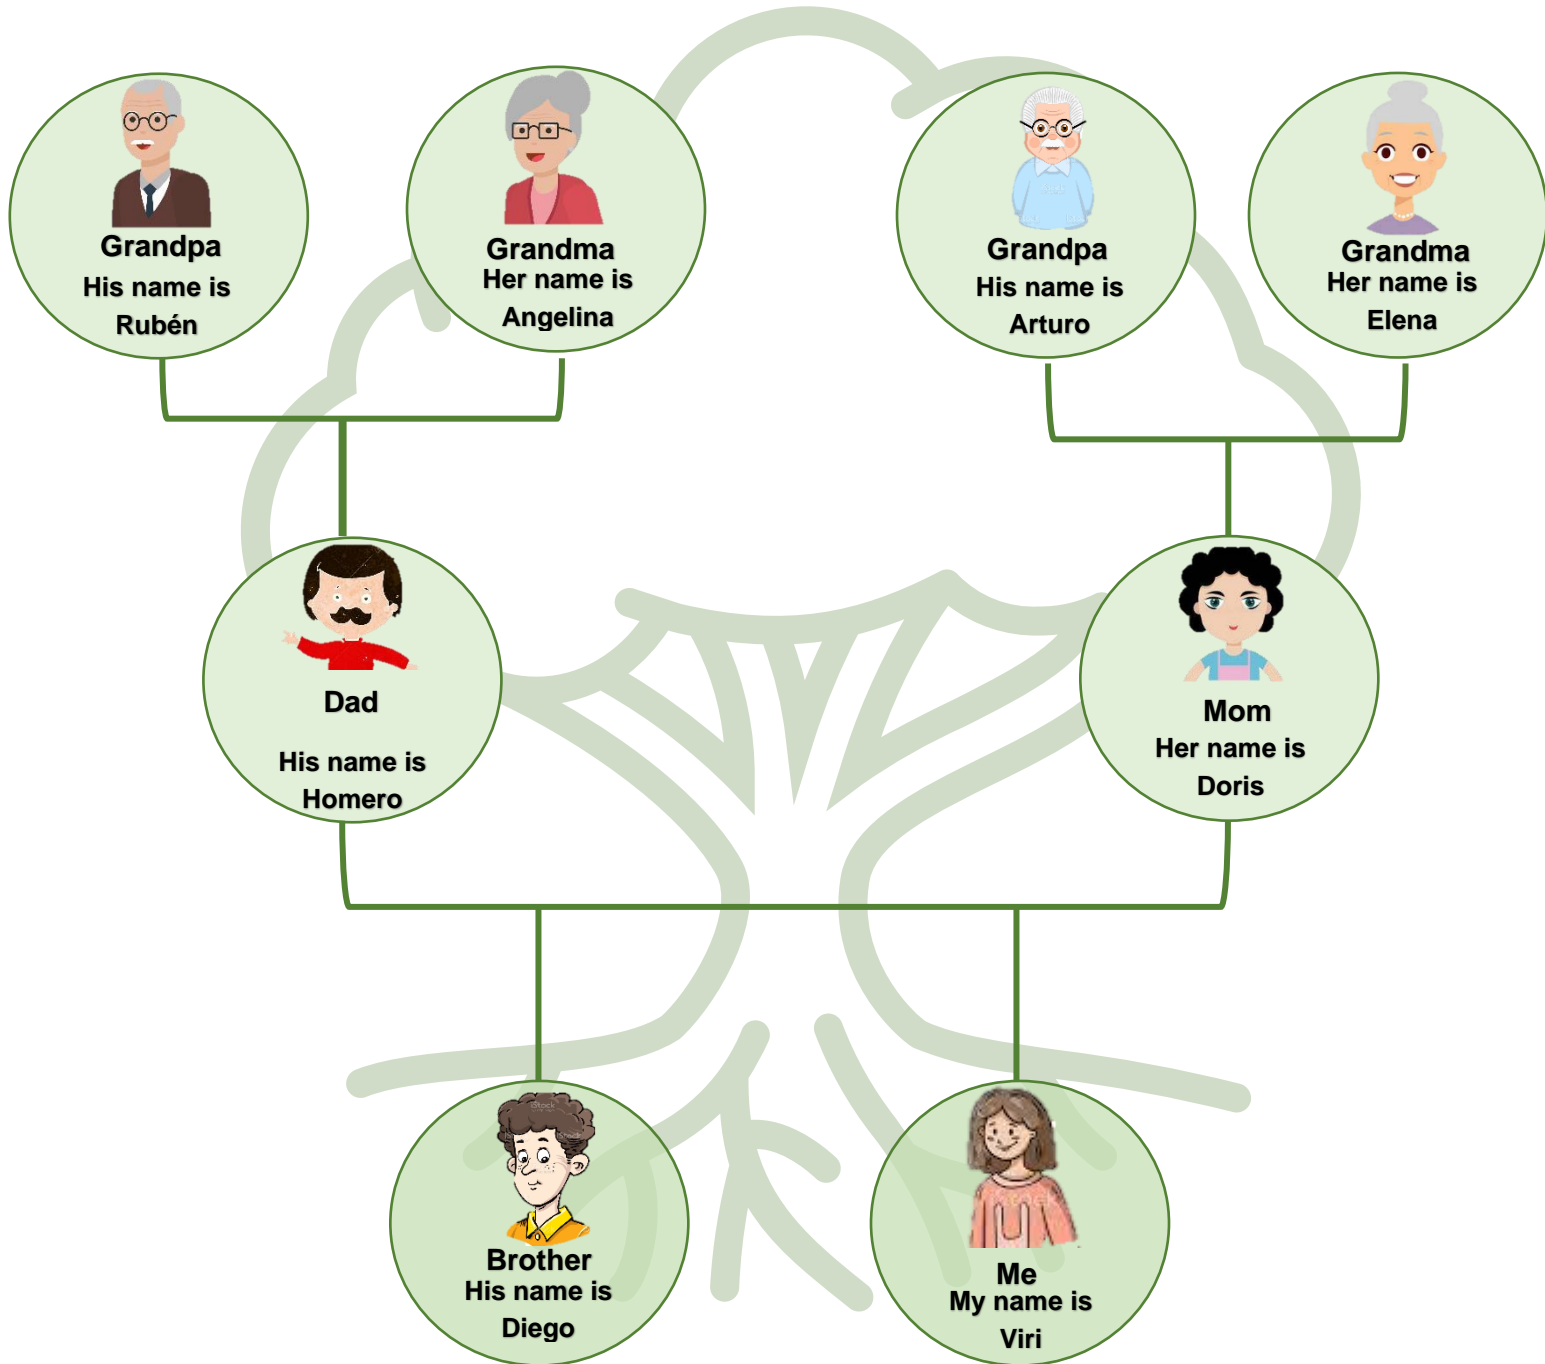 Grandpa
His name is
Rubén
Grandma
Her name is
Angelina
Grandpa
His name is
Arturo
Grandma
Her name is
Elena
Dad
His name is
Homero
Mom
Her name is
Doris
Brother
His name is
Diego
Me
My name is
Viri